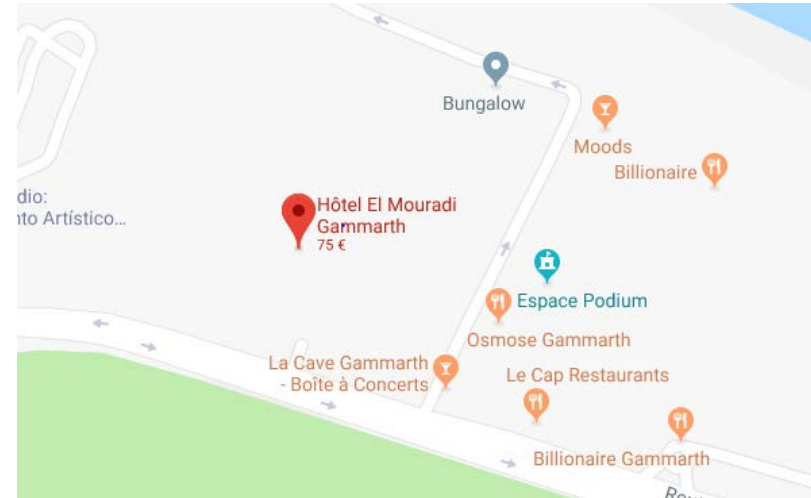 Bungalow
Moods
Billionaire
dio:
nto Artístico...
Hôtel El Mouradi
Gammarth
75 €
Espace Podium
Osmose Gammarth
La Cave Gammarth
- Boîte à Concerts
Le Cap Restaurants
Billionaire Gammarth